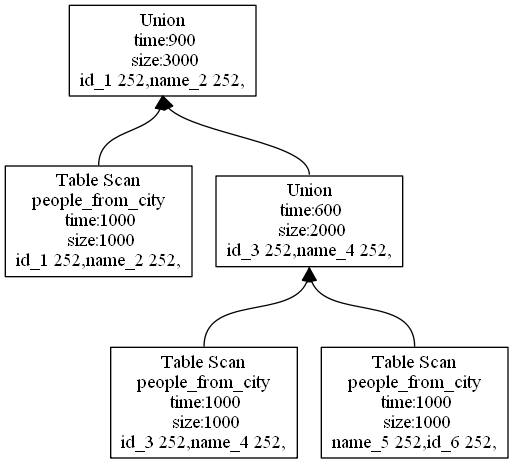 Union
time:900
size:3000
id_1 252,name_2 252,
Table Scan
people_from_city
time:1000
size:1000
id_1 252,name_2 252,
Union
time:600
size:2000
id_3 252,name_4 252,
Table Scan
people_from_city
time:1000
size:1000
id_3 252,name_4 252,
Table Scan
people_from_city
time:1000
size:1000
name_5 252,id_6 252,